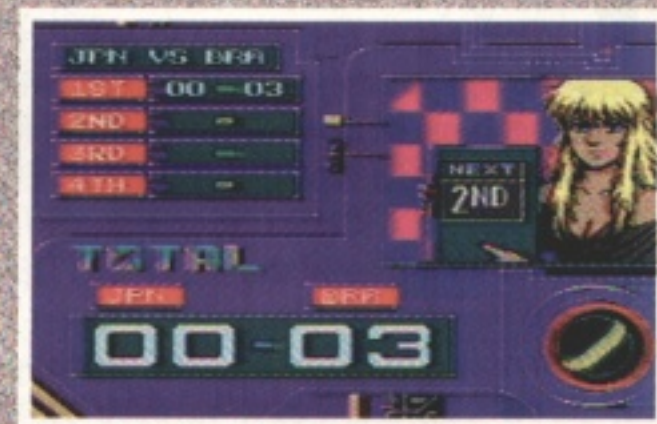 JPN VS BRA
1ST 00 - 03
2ND -
3RD -
4TH -
NEXT
2ND
TOTAL
JPN BRA
00-03